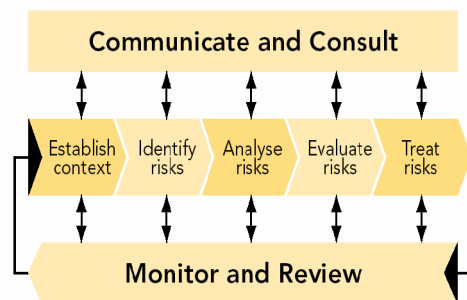 Communicate and Consult
Establish
context
Identify
risks
Analyse
risks
Evaluate
risks
Treat
risks
Monitor and Review